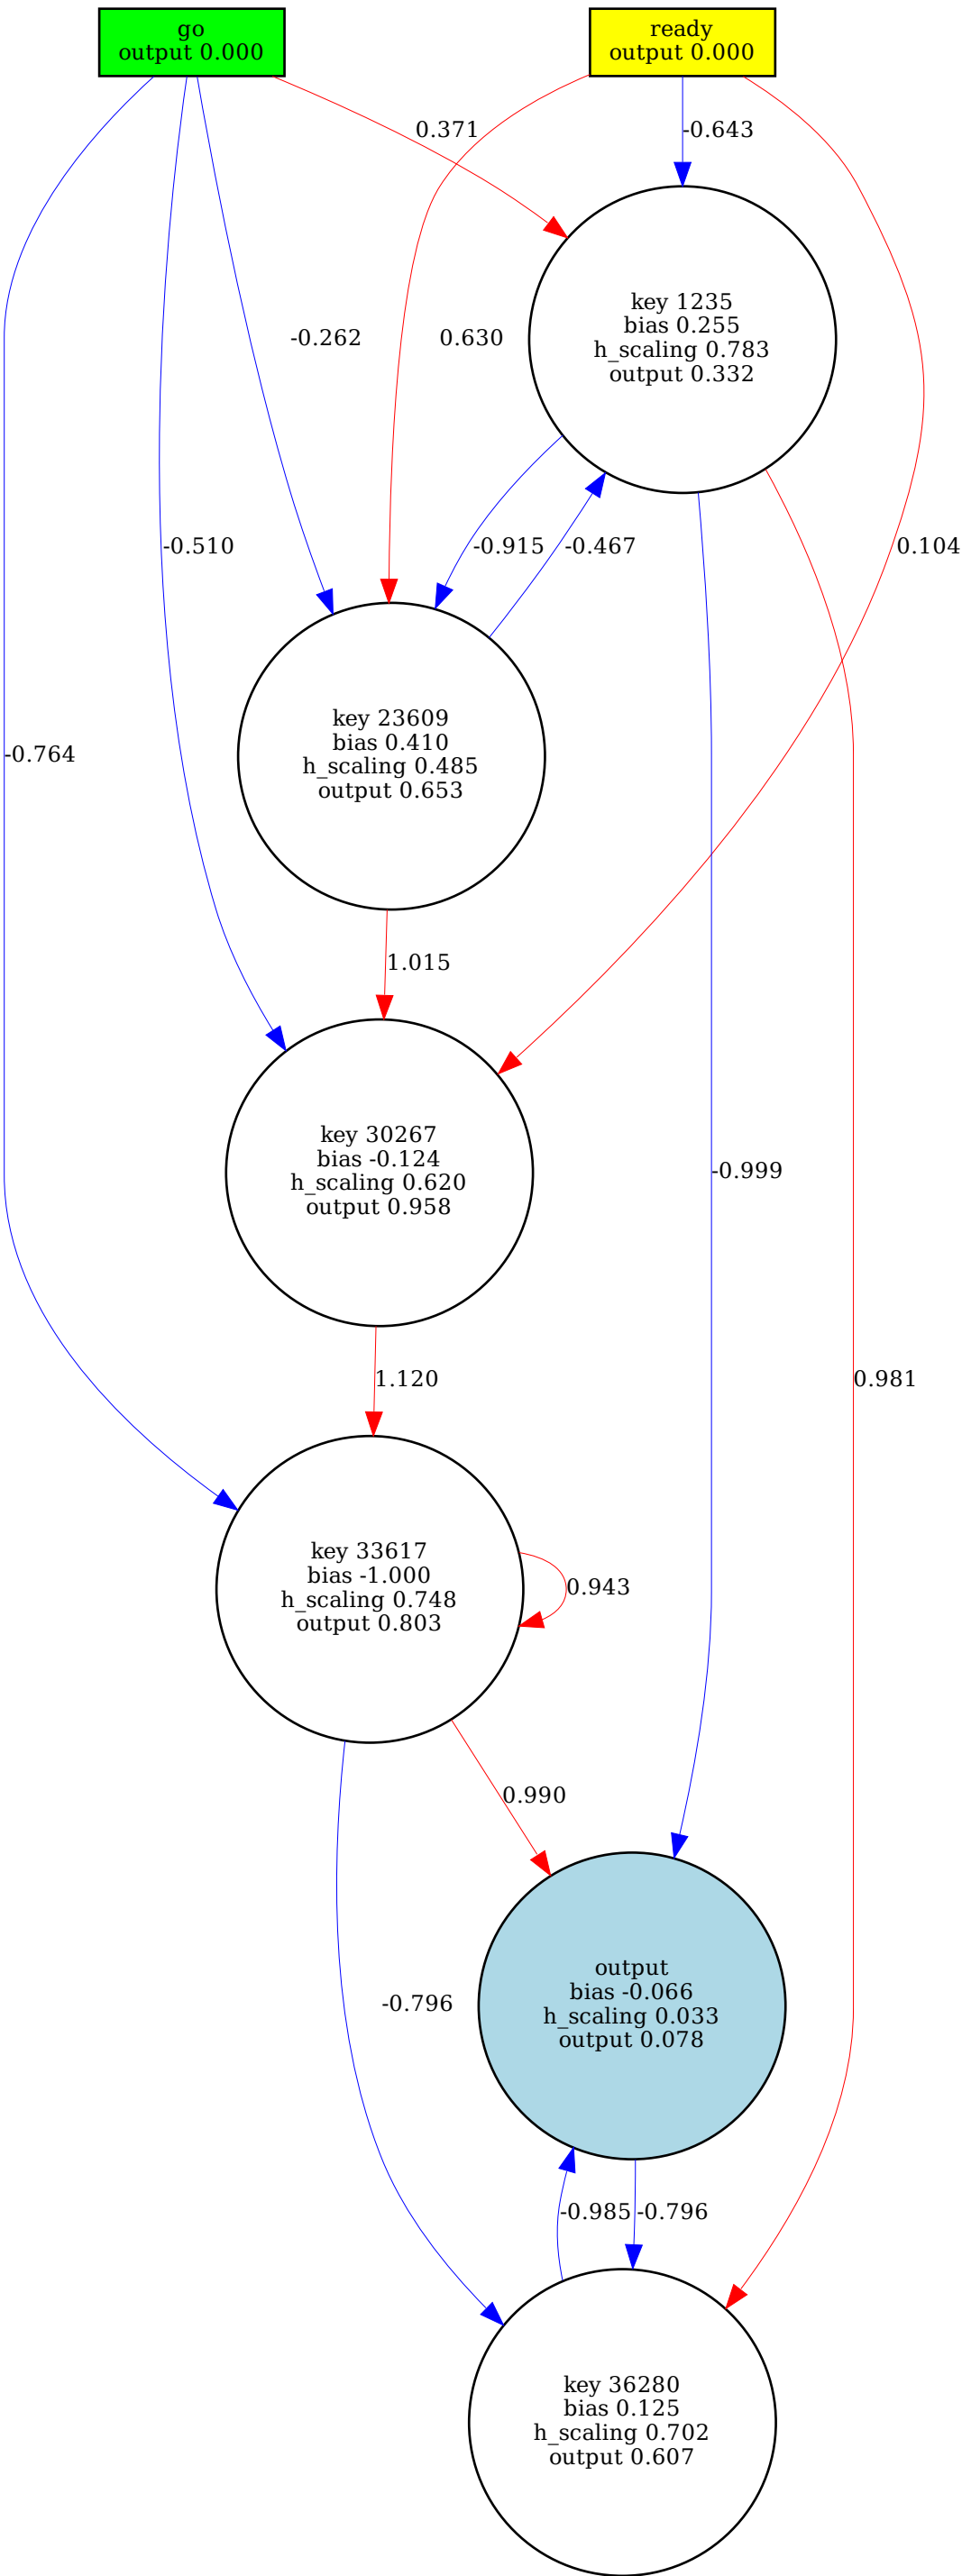 go
output 0.000
ready
output 0.000
0.371
-0.643
key 1235
bias 0.255
h_scaling 0.783
output 0.332
-0.262
0.630
-0.510
-0.915
-0.467
0.104
key 23609
bias 0.410
h_scaling 0.485
output 0.653
-0.764
1.015
key 30267
bias -0.124
h_scaling 0.620
output 0.958
-0.999
1.120
0.981
key 33617
bias -1.000
h_scaling 0.748
output 0.803
0.943
0.990
output
bias -0.066
h_scaling 0.033
output 0.078
-0.796
-0.985
-0.796
key 36280
bias 0.125
h_scaling 0.702
output 0.607